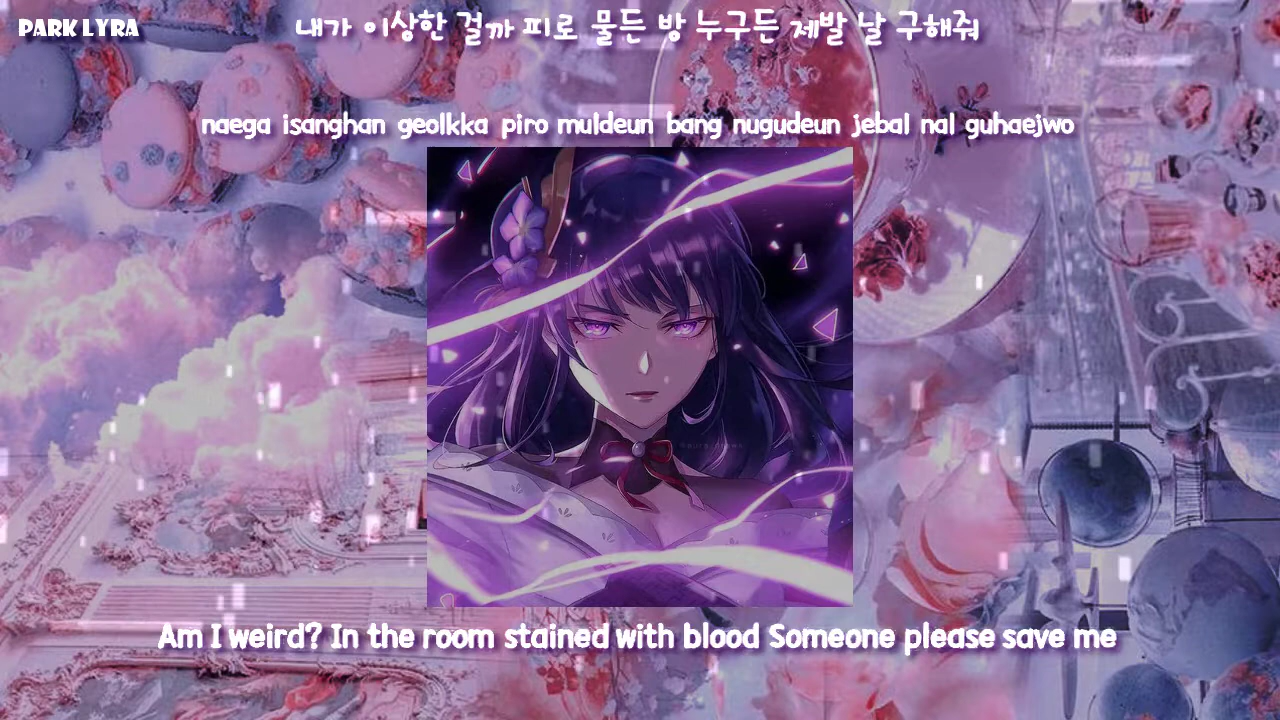 PARK LYRA
내가 이상한 걸까 피로 물든 방 누구든 제발 날 구해줘
naega isanghan geolkka piro muldeun bang nugudeun jebal nal guhaejwo
Am I weird? In the room stained with blood Someone please save me